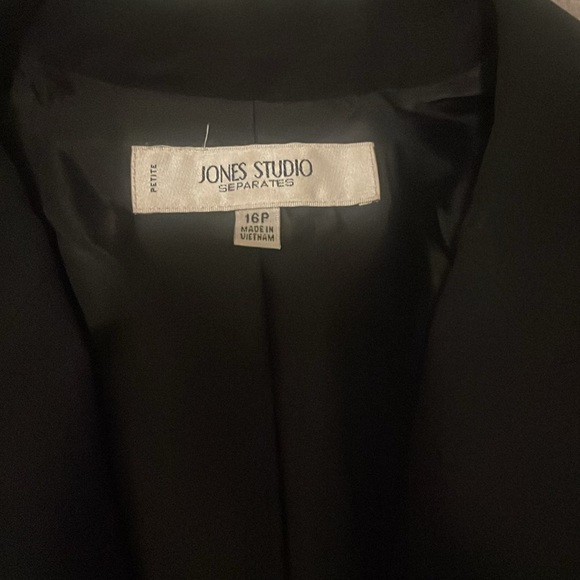 PETITE
JONES STUDIO
SEPARATES
16P
MADE IN
VIETNAM